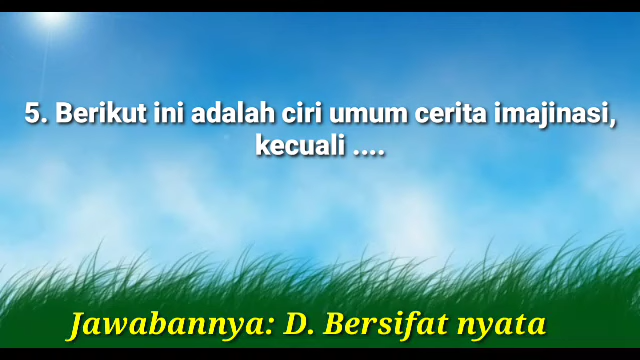 5. Berikut ini adalah ciri umum cerita imajinasi,
kecuali ....
Jawabannya: D. Bersifat nyata